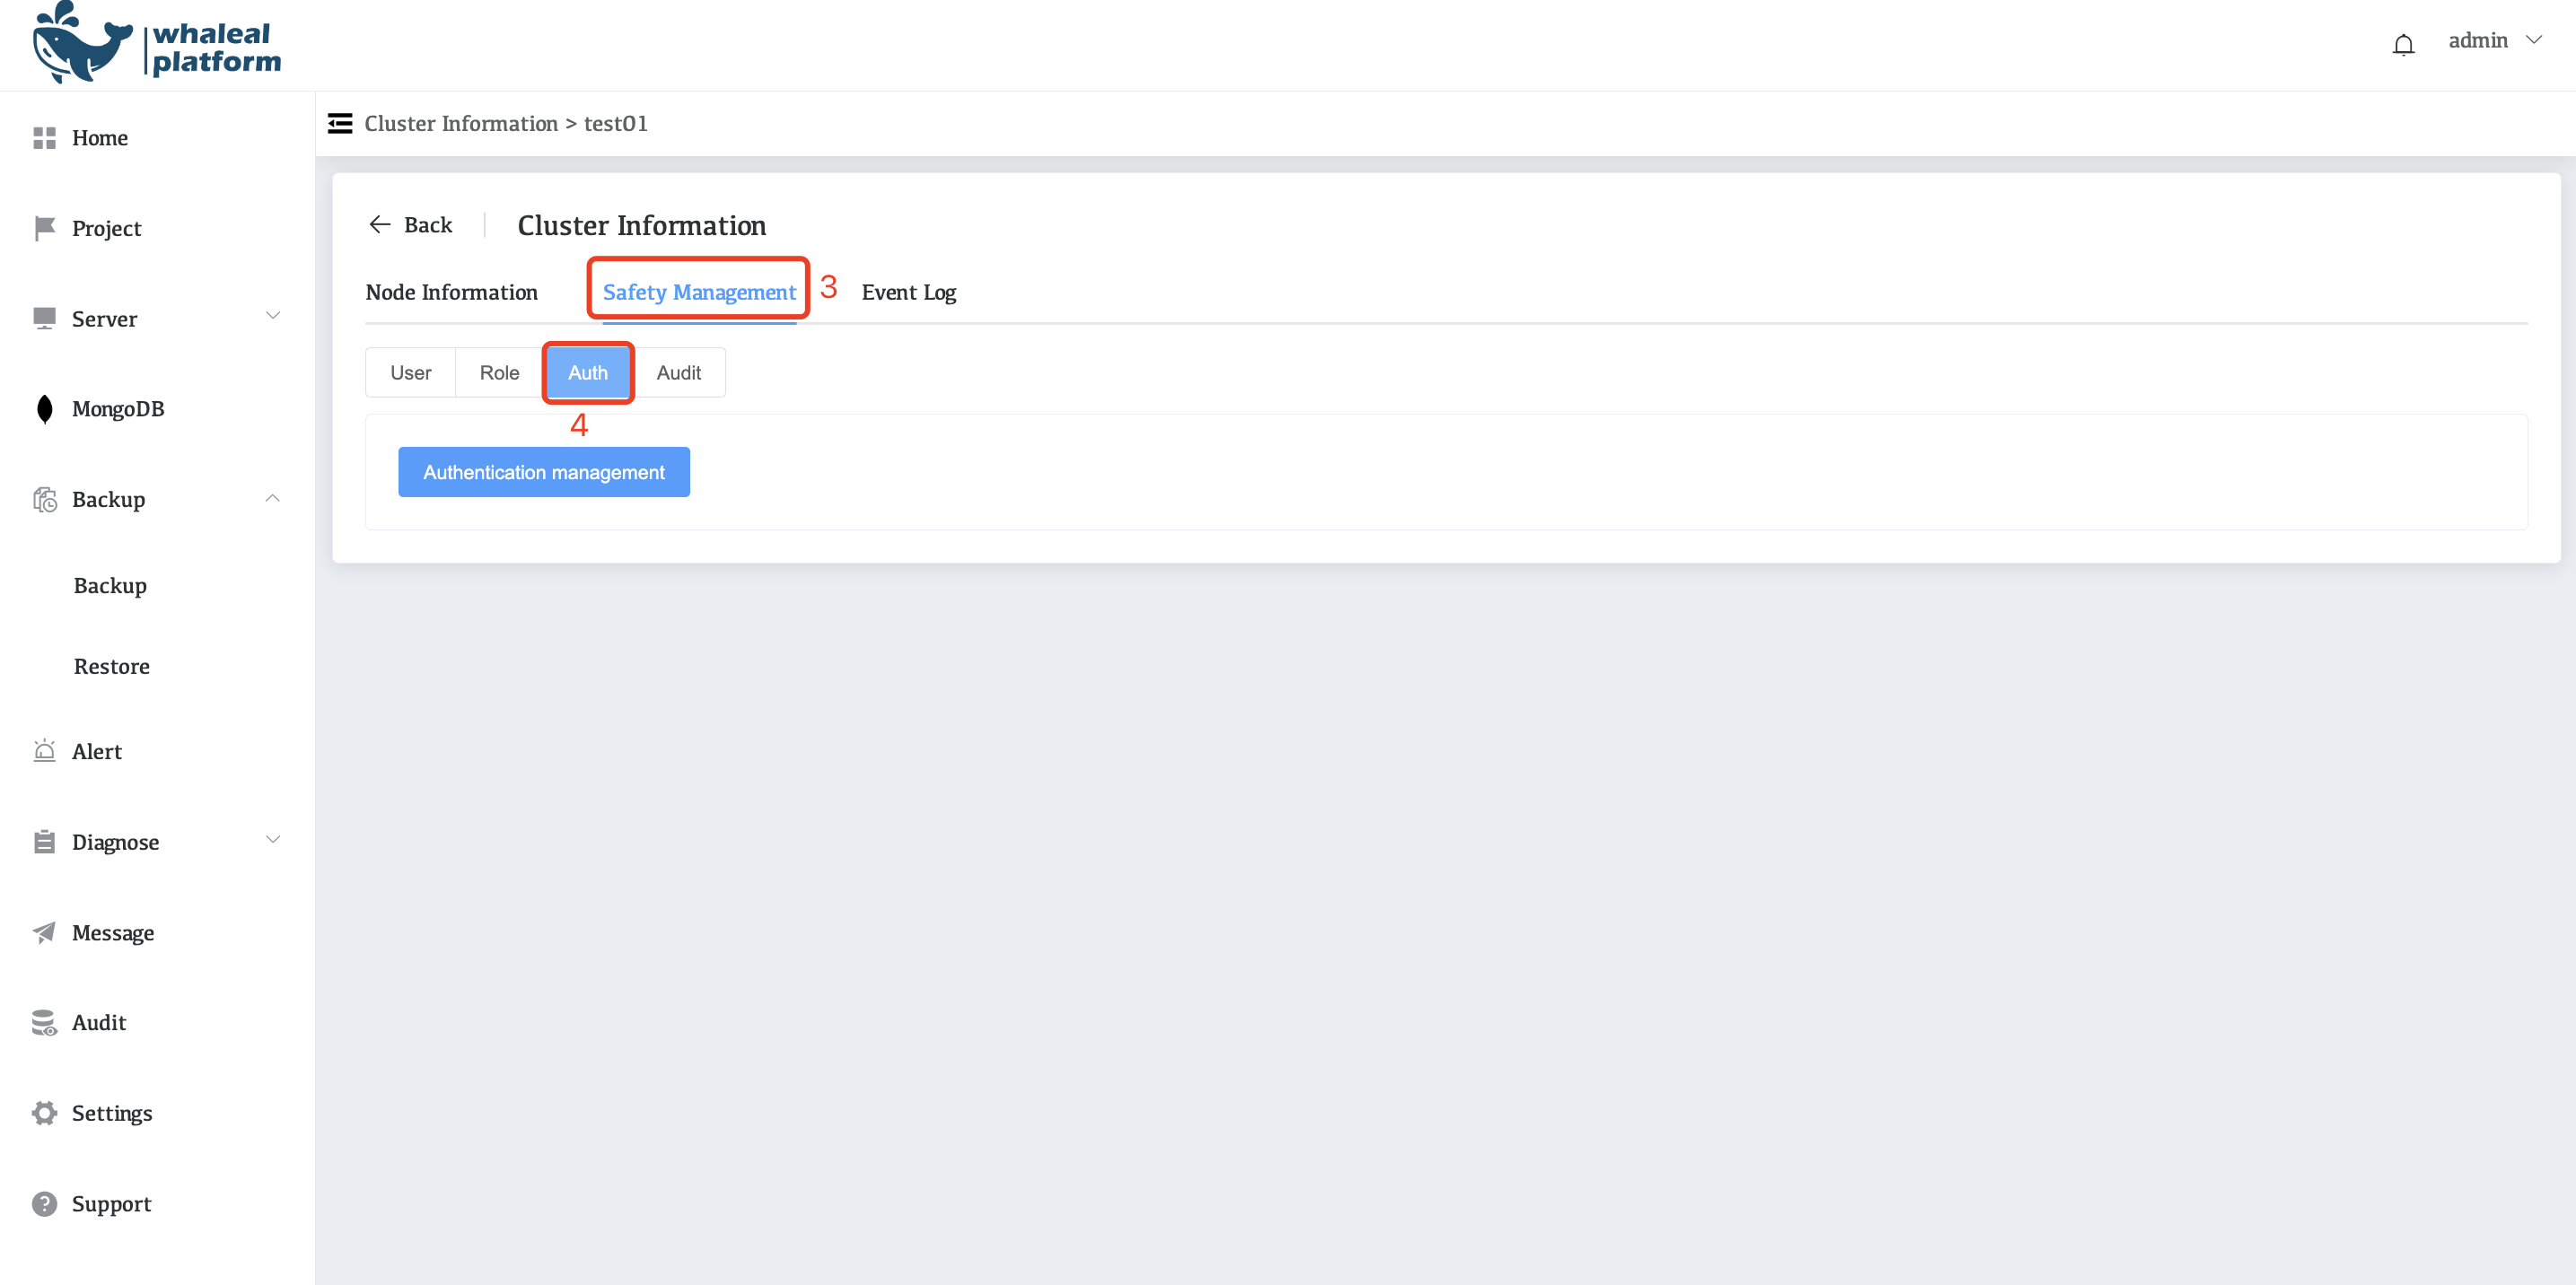 whaleal
platform
admin
Home
Project
Server
MongoDB
Backup
Backup
Restore
Alert
Diagnose
Message
Audit
Settings
Support
Cluster Information > test01
Back
Cluster Information
Node Information
Safety Management
3
Event Log
User
Role
Auth
Audit
4
Authentication management